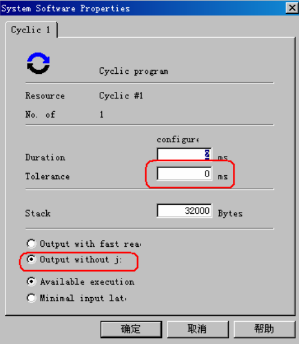 System Software Properties
Cyclic 1
Cyclic program
Resource Cyclic #1
No. of 1
configure
Duration 2 ms
Tolerance 0 ms
Stack 32000 Bytes
Output with fast rea
Output without j
Available execution
Minimal input lat
确定 取消 帮助